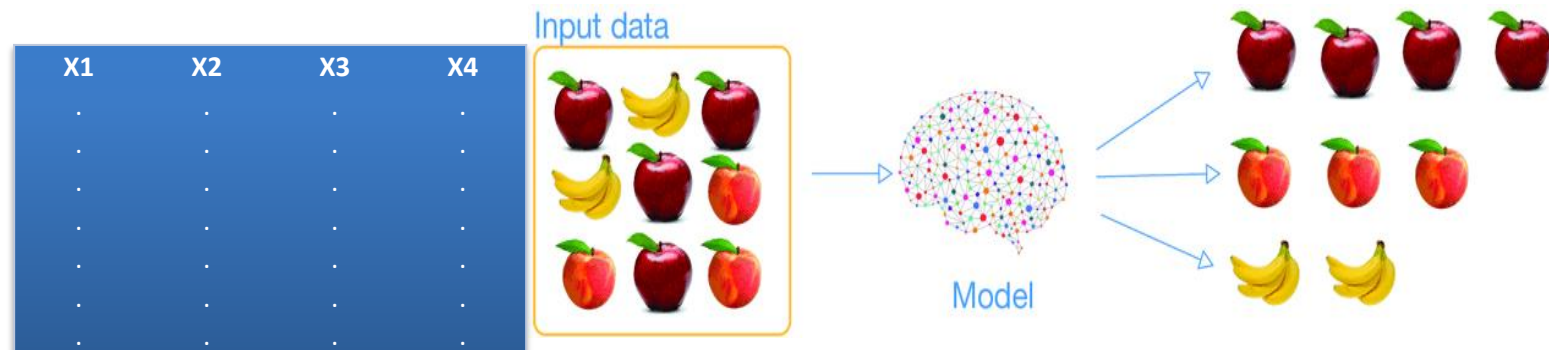 Input data
X1 X2 X3 X4
. . . .
. . . .
. . . .
. . . .
. . . .
. . . .
. . . .
Model